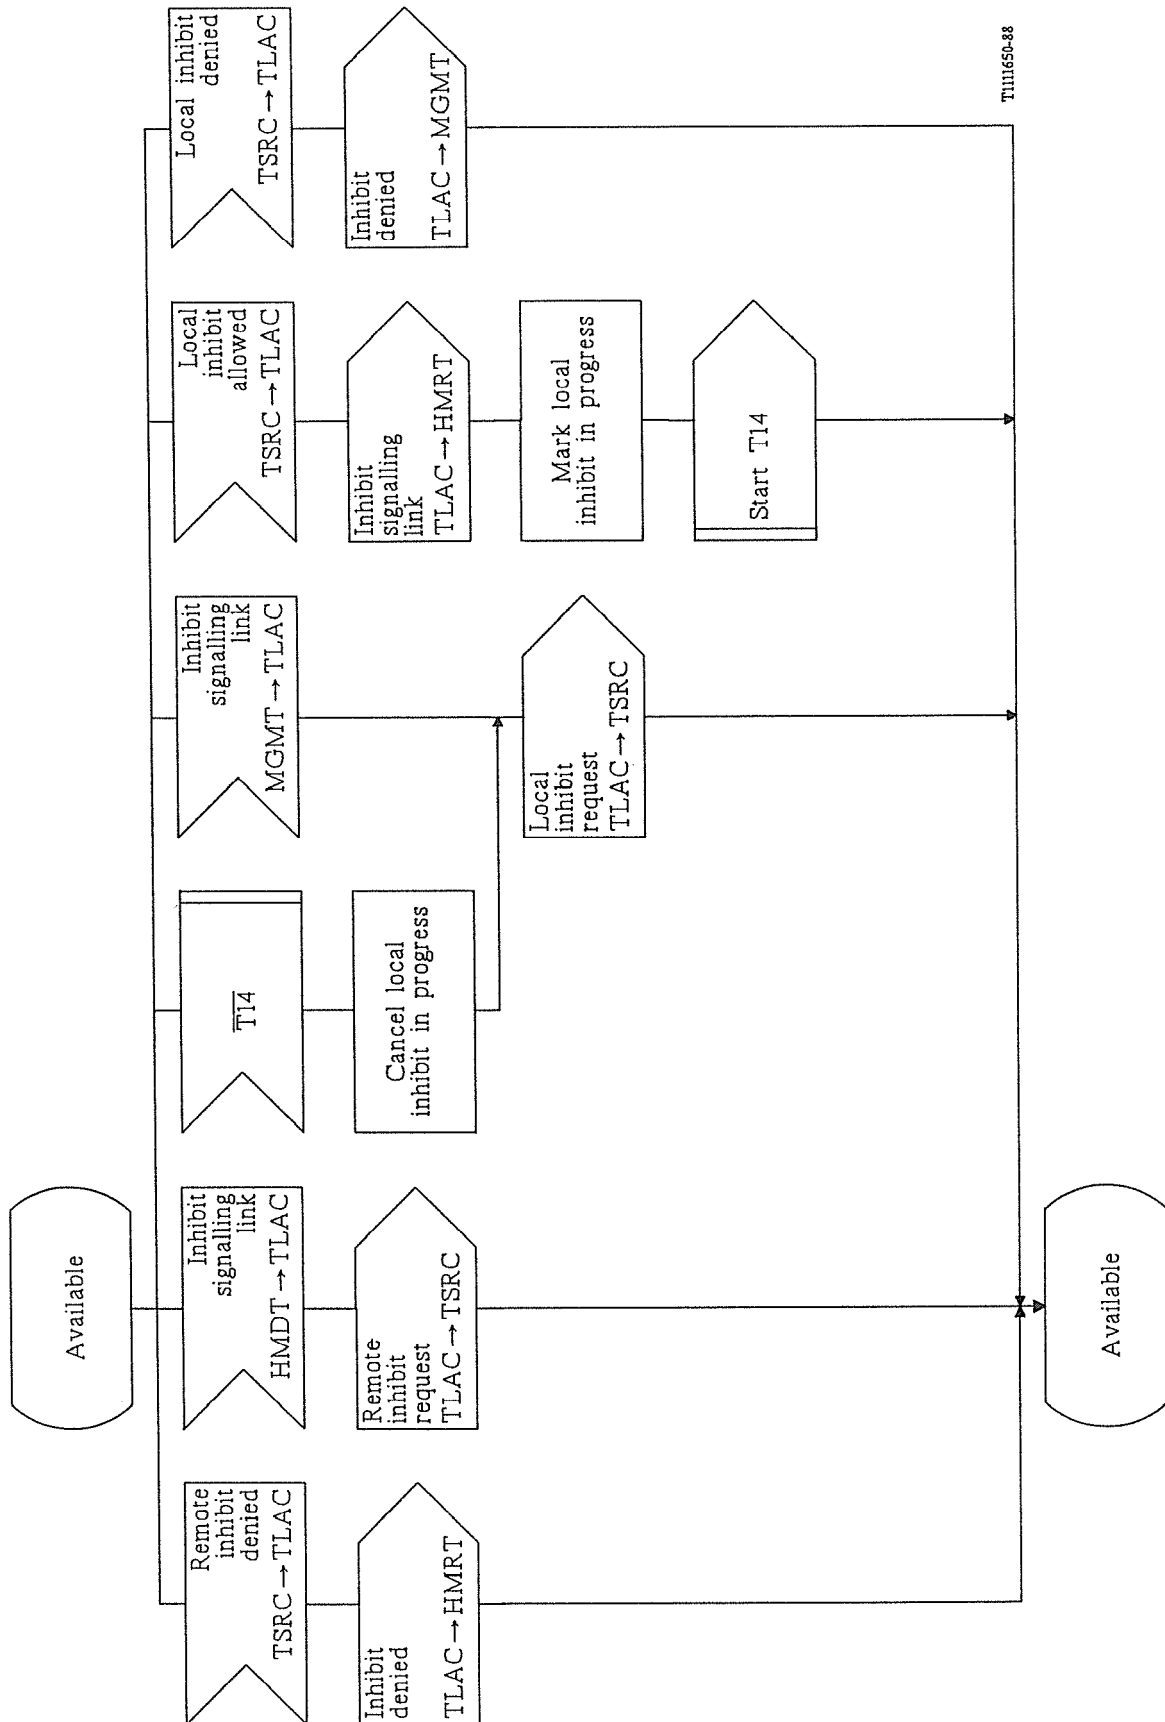 Available
Remote
inhibit
denied
TSRC→TLAC
Inhibit
denied
TLAC→HMRT
Inhibit
signalling
link
HMDT→TLAC
Remote
inhibit
request
TLAC→TSRC
T14
Cancel local
inhibit in progress
Inhibit
signalling
link
MGMT→TLAC
Local
inhibit
request
TLAC→TSRC
Local
inhibit
allowed
TSRC→TLAC
Inhibit
signalling
link
TLAC→HMRT
Mark local
inhibit in progress
Start T14
Local inhibit
denied
TSRC→TLAC
Inhibit
denied
TLAC→MGMT
Available
T1111650-88